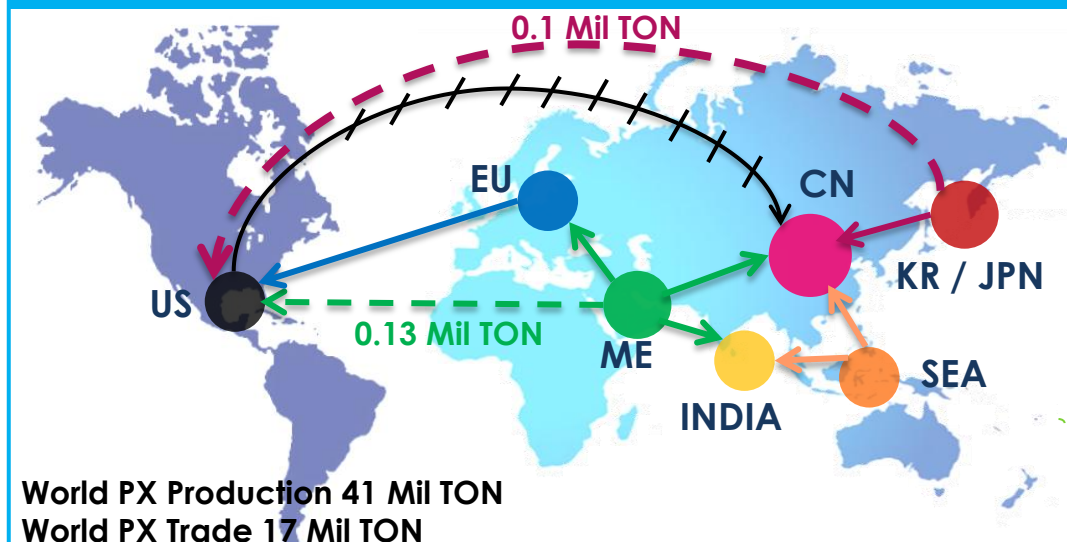 0.1 Mil TON
EU
CN
KR / JPN
US
0.13 Mil TON
ME
SEA
INDIA
World PX Production 41 Mil TON
World PX Trade 17 Mil TON